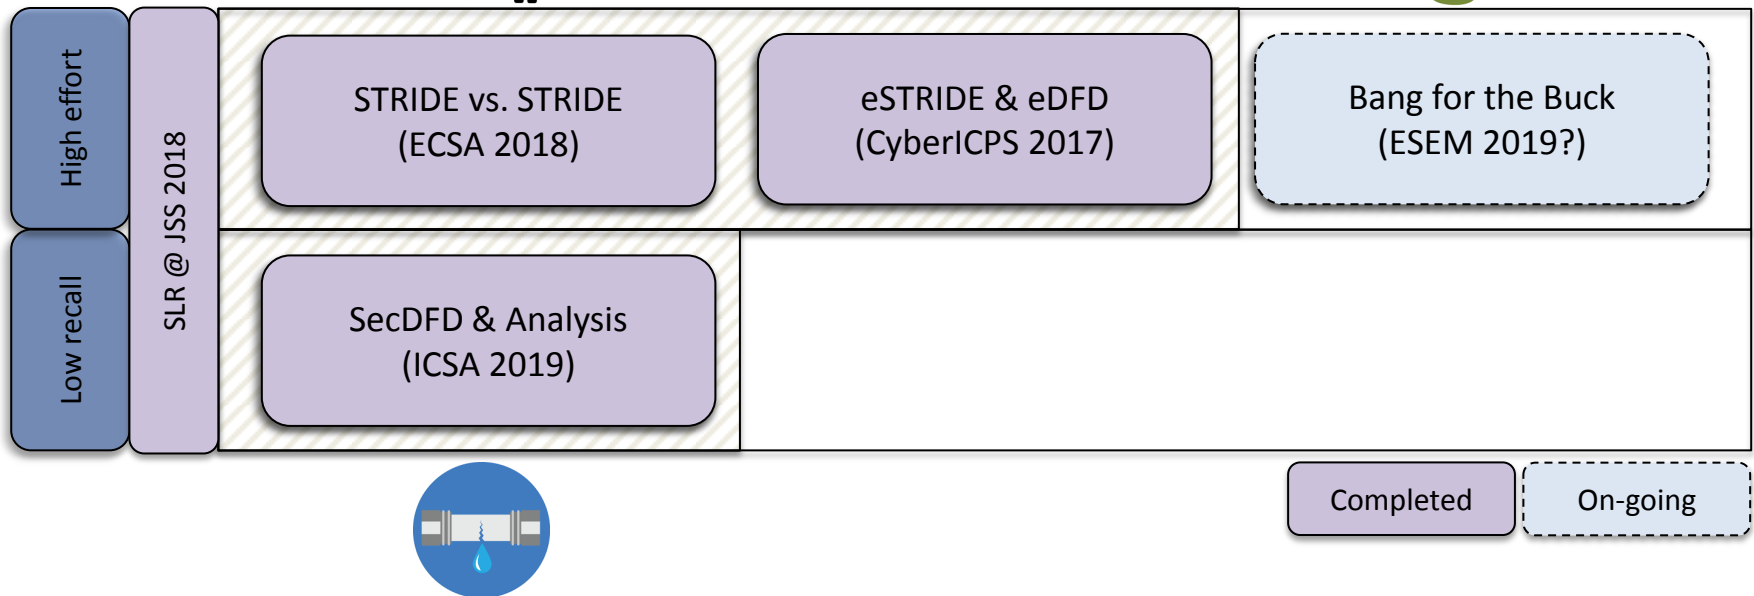 High effort
Low recall
SLR @ JSS 2018
STRIDE vs. STRIDE
(ECSA 2018)
eSTRIDE & eDFD
(CyberICPS 2017)
Bang for the Buck
(ESEM 2019?)
SecDFD & Analysis
(ICSA 2019)
Completed
On-going